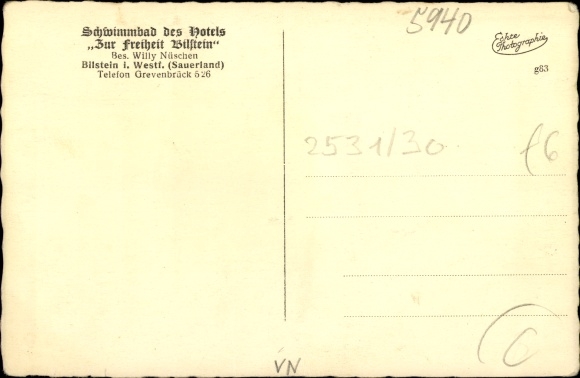 Schwimmbad des Hotels
„Zur Freiheit Bilstein“
Bes. Willy Nüschen
Bilstein i. Westf. (Sauerland)
Telefon Grevenbrück 526
5940
Echte
Photographie
g83
2531/30
f6
C
VN